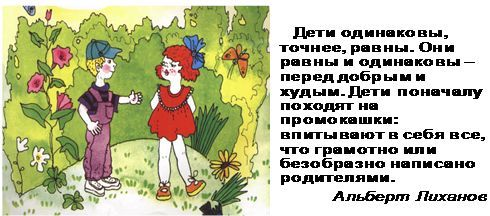 Дети одинаковы,
точнее, равны. Они
равны и одинаковы –
перед добрым и
худым. Дети поначалу
походят на
промокашки:
впитывают в себя все,
что грамотно или
безобразно написано
родителями.
Альберт Лиханов